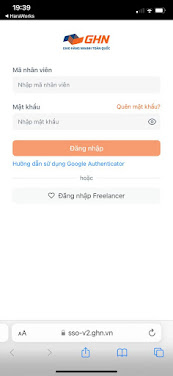 19:39
◀ HaraWorks
GHN
GIAO HÀNG NHANH TOÀN QUỐC
Mã nhân viên
Nhập mã nhân viên
Mật khẩu
Quên mật khẩu?
Nhập mật khẩu
Đăng nhập
Hướng dẫn sử dụng Google Authenticator
hoặc
Đăng nhập Freelancer
AA
sso-v2.ghn.vn